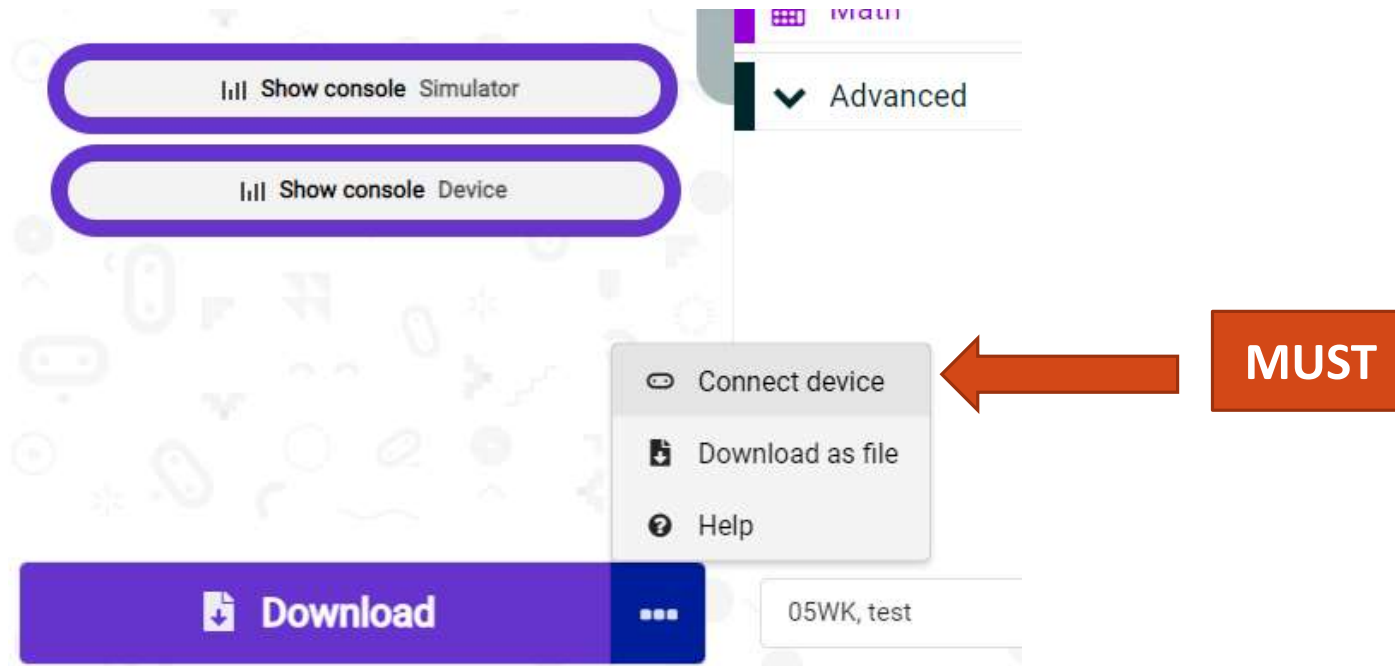 Math
Show console Simulator
Advanced
Show console Device
Connect device
MUST
Download as file
Help
Download
05WK, test